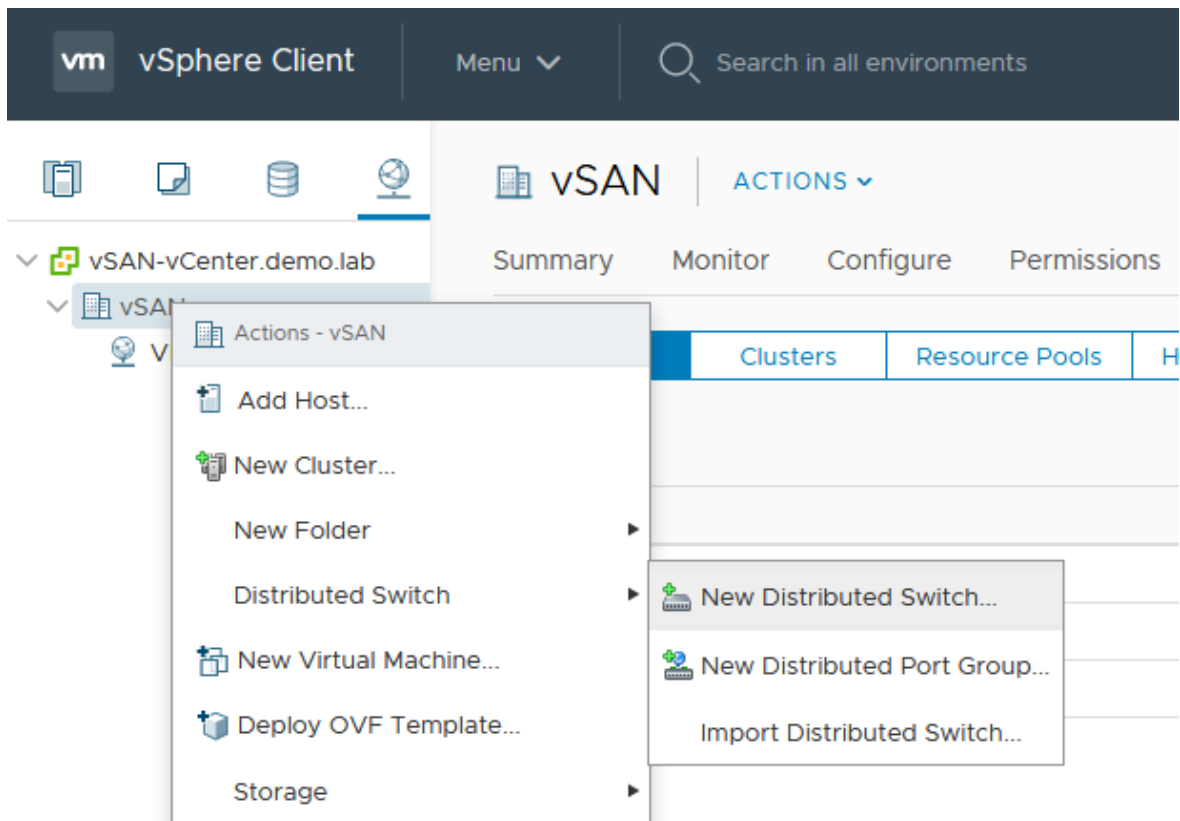 vm vSphere Client Menu Search in all environments
vSAN ACTIONS
vSAN-vCenter.demo.lab
Summary Monitor Configure Permissions
Actions - vSAN
Clusters Resource Pools H
Add Host...
New Cluster...
New Folder
Distributed Switch
New Distributed Switch...
New Virtual Machine...
New Distributed Port Group...
Deploy OVF Template...
Import Distributed Switch...
Storage